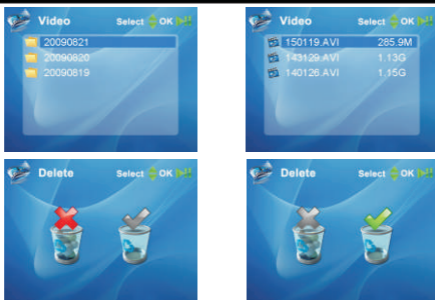 Video Select OK
20090821
20090820
20090819
Video Select OK
150119.AVI 285.9M
143129.AVI 1.13G
140126.AVI 1.15G
Delete Select OK
Delete Select OK